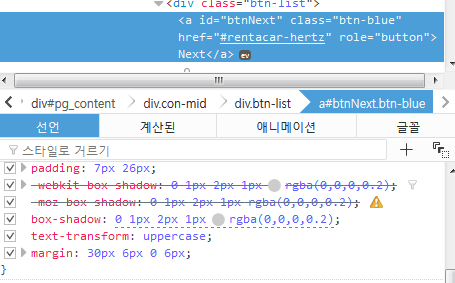 <div class="btn-list">
<a id="btnNext" class="btn-blue"
href="#rentacar-hertz" role="button">
Next</a> ev
div#pg_content > div.con-mid > div.btn-list > a#btnNext.btn-blue
선언 계산된 애니메이션 글꼴
스타일로 거르기
padding: 7px 26px;
-webkit-box-shadow: 0 1px 2px 1px rgba(0,0,0,0.2);
-moz-box-shadow: 0 1px 2px 1px rgba(0,0,0,0.2);
box-shadow: 0 1px 2px 1px rgba(0,0,0,0.2);
text-transform: uppercase;
margin: 30px 6px 0 6px;
}